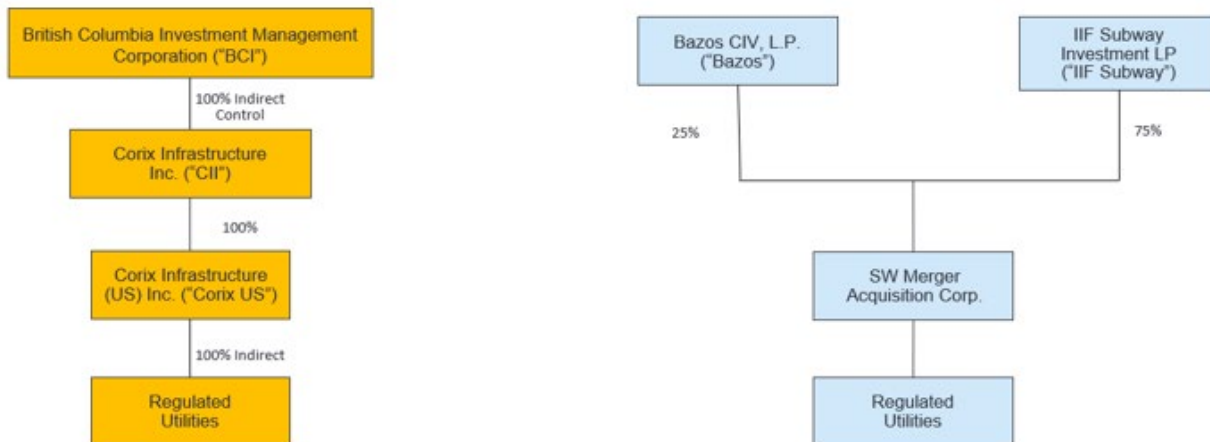 British Columbia Investment Management
Corporation ("BCI")
100% Indirect
Control
Corix Infrastructure
Inc. ("CII")
100%
Corix Infrastructure
(US) Inc. ("Corix US")
100% Indirect
Regulated
Utilities
Bazos CIV, L.P.
("Bazos")
IIF Subway
Investment LP
("IIF Subway")
25%
75%
SW Merger
Acquisition Corp.
Regulated
Utilities